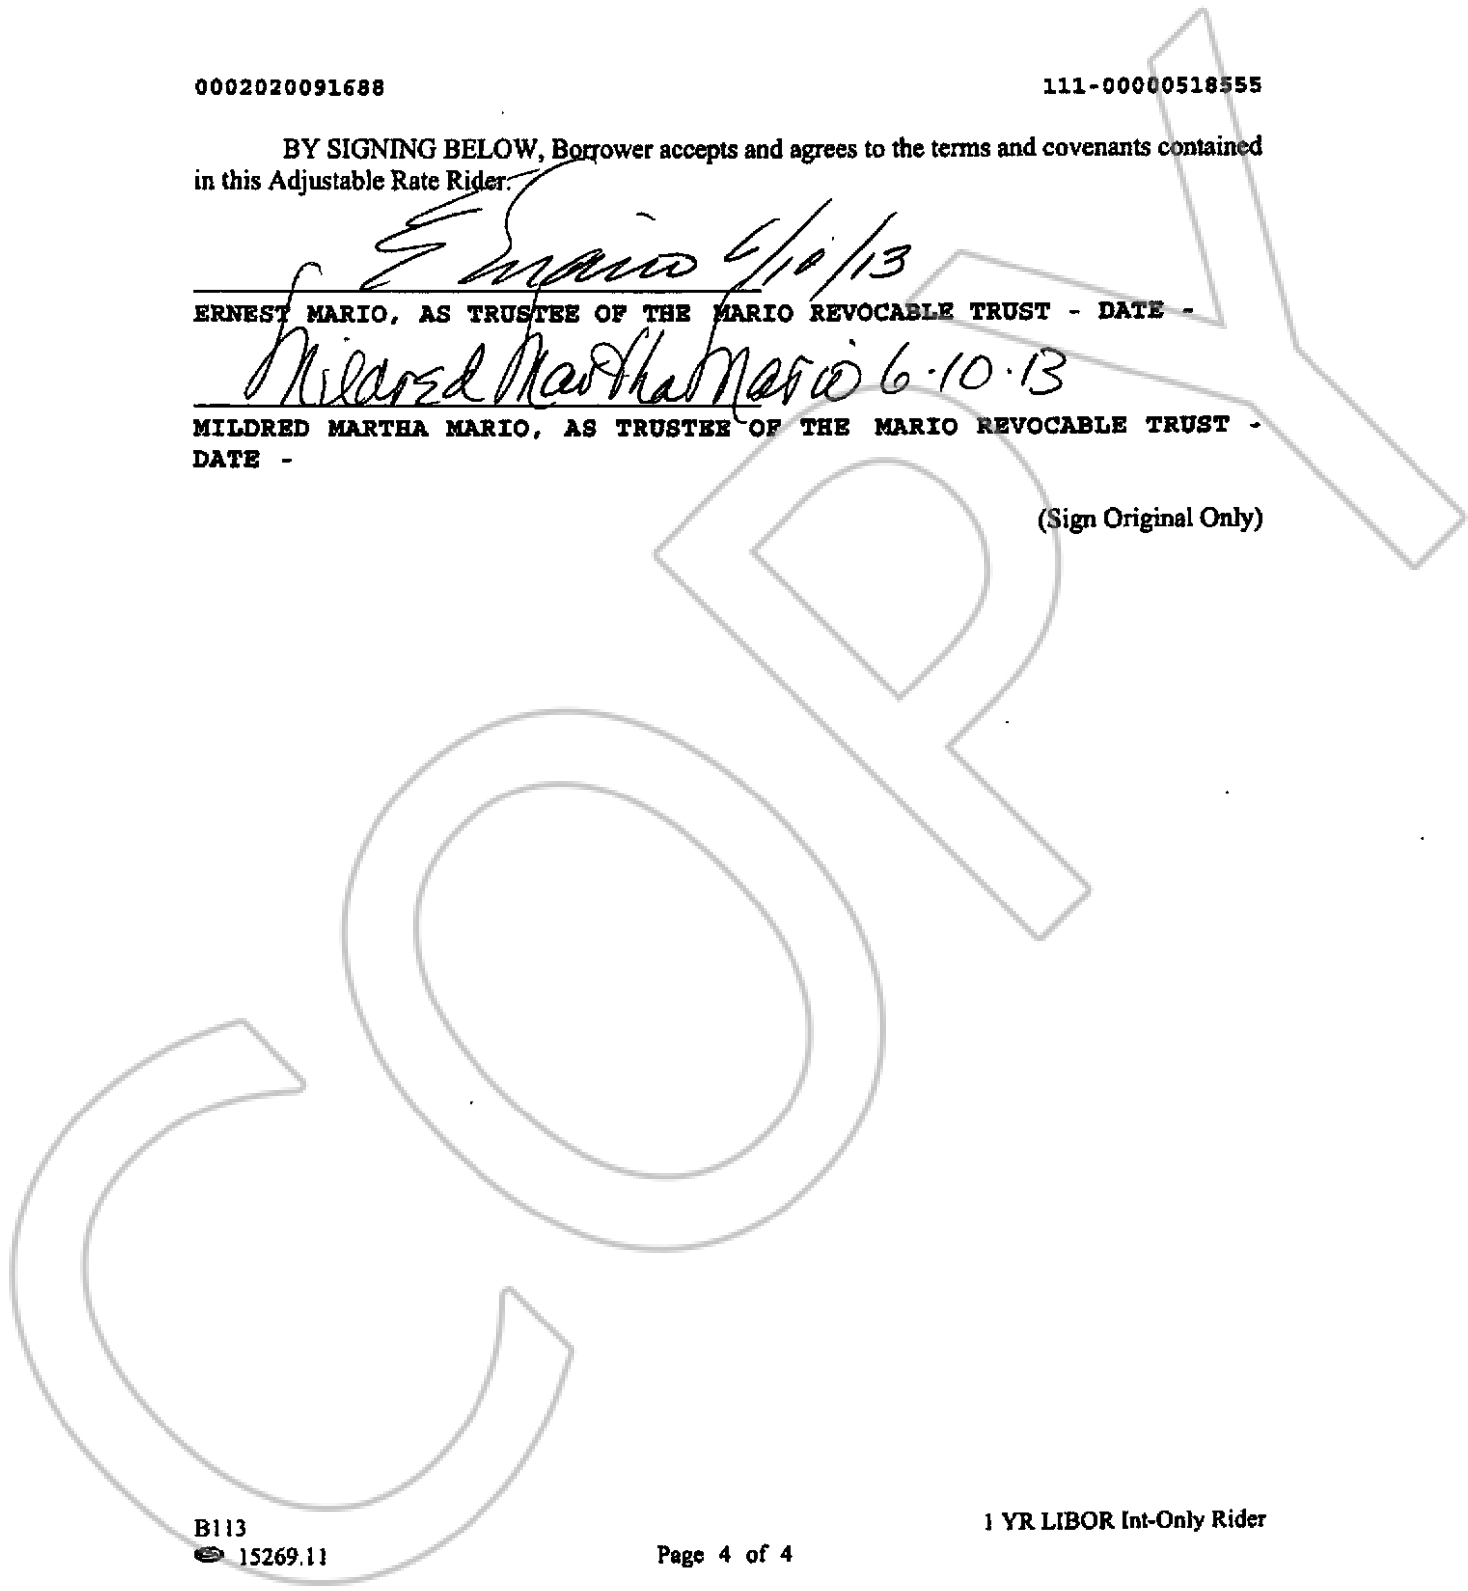 0002020091688 111-00000518555
BY SIGNING BELOW, Borrower accepts and agrees to the terms and covenants contained
in this Adjustable Rate Rider.
E Mario 6/10/13
ERNEST MARIO, AS TRUSTEE OF THE MARIO REVOCABLE TRUST - DATE -
Mildred Martha Mario 6-10-13
MILDRED MARTHA MARIO, AS TRUSTEE OF THE MARIO REVOCABLE TRUST -
DATE -
(Sign Original Only)
COPY
B113 1 YR LIBOR Int-Only Rider
15269.11 Page 4 of 4